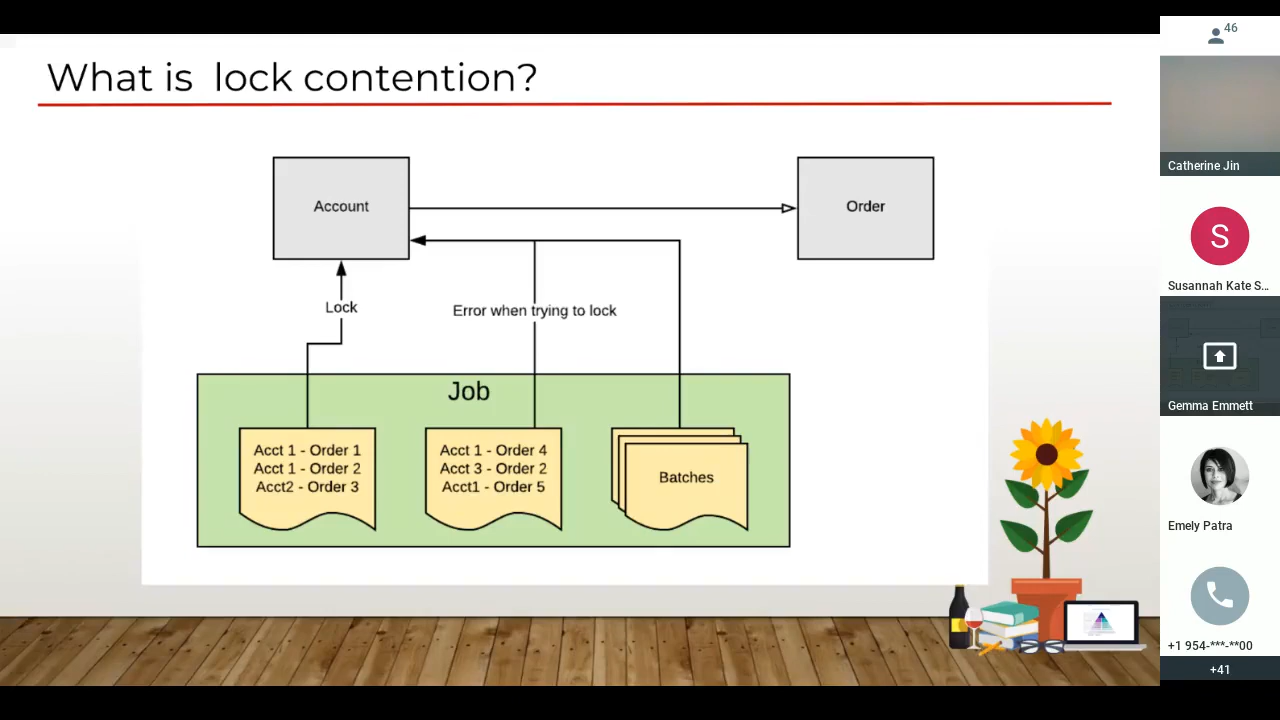 What is lock contention?
Account
Order
Lock
Error when trying to lock
Job
Acct 1 - Order 1
Acct 1 - Order 2
Acct2 - Order 3
Acct 1 - Order 4
Acct 3 - Order 2
Acct1 - Order 5
Batches
46
Catherine Jin
Susannah Kate S...
S
Gemma Emmett
Emely Patra
+1 954-***-**00
+41